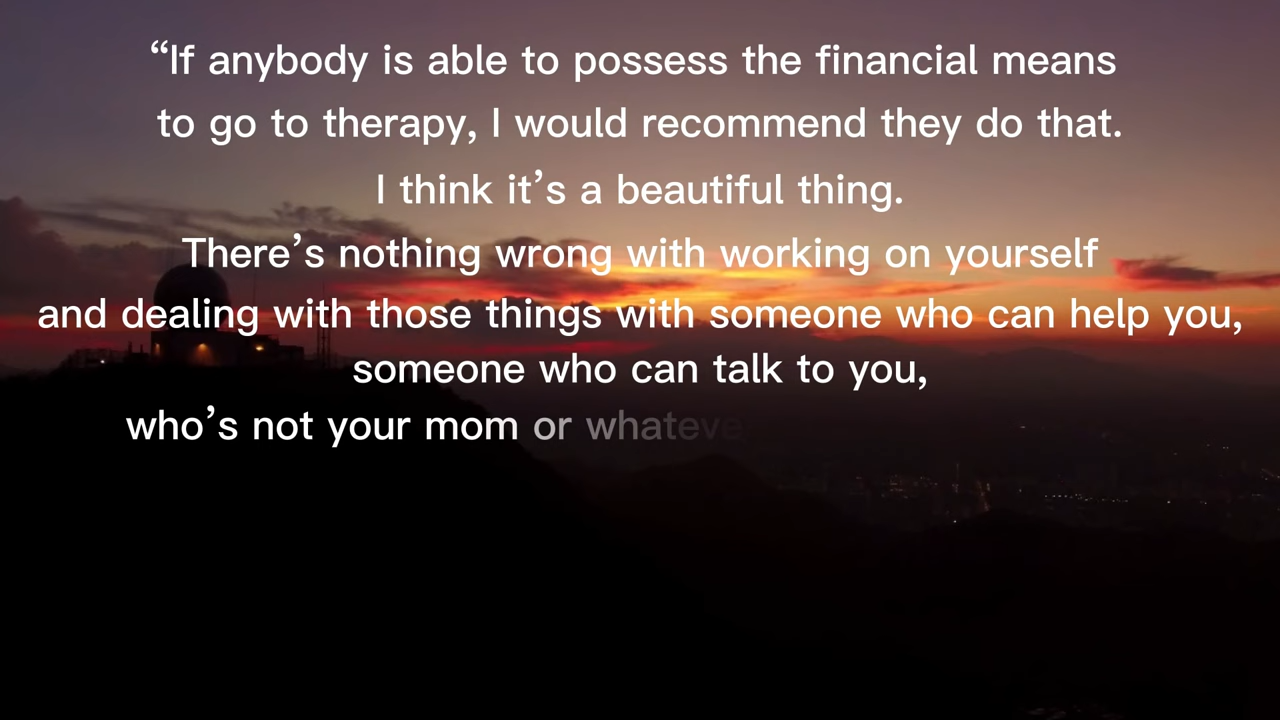 “If anybody is able to possess the financial means
to go to therapy, I would recommend they do that.
I think it’s a beautiful thing.
There’s nothing wrong with working on yourself
and dealing with those things with someone who can help you,
someone who can talk to you,
who’s not your mom or whateve